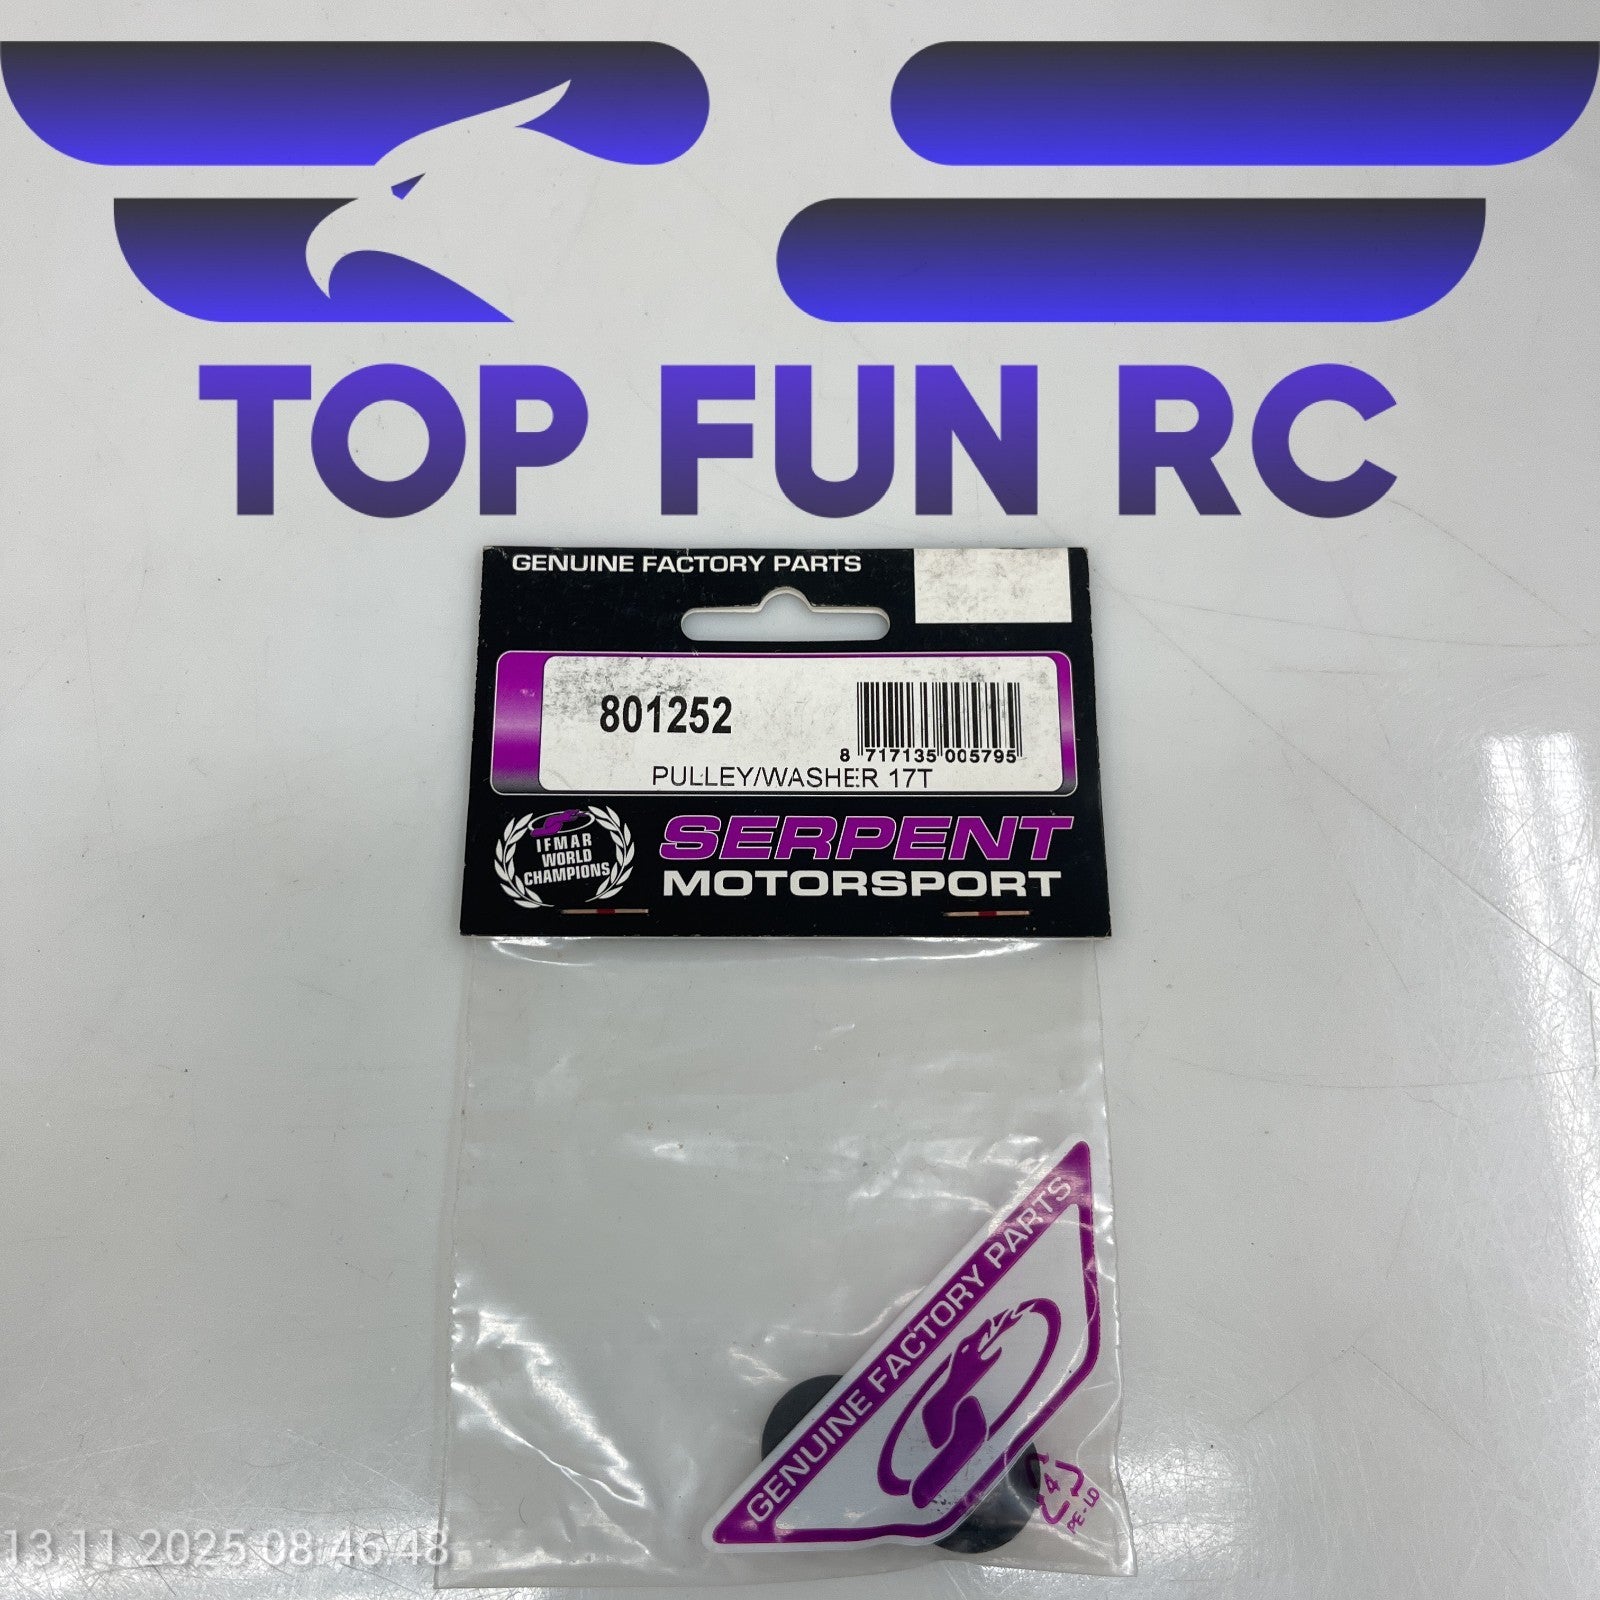 TOP FUN RC
GENUINE FACTORY PARTS
801252
8 717135 005795
PULLEY/WASHER 17T
IFMAR
WORLD
CHAMPIONS
SERPENT
MOTORSPORT
GENUINE FACTORY PARTS
4
PE-LD
13.11.2025 08:46:48